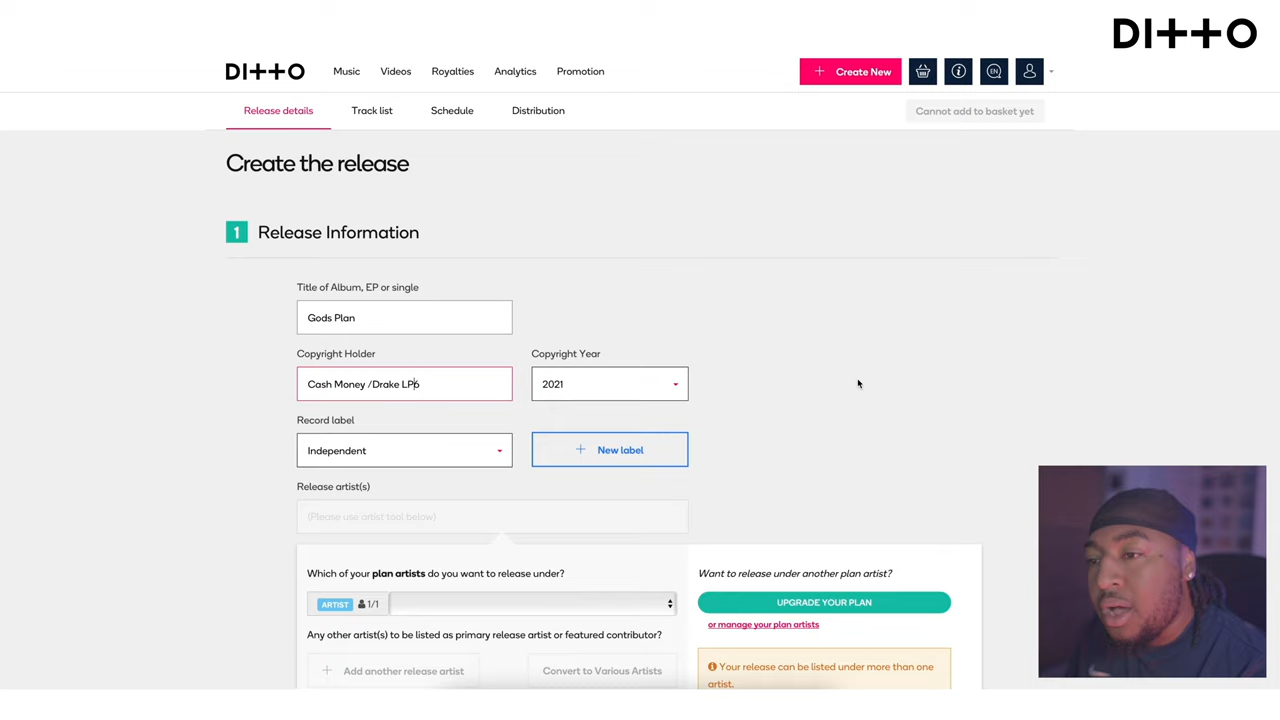 DITTO
DITTO Music Videos Royalties Analytics Promotion + Create New EN
Release details Track list Schedule Distribution Cannot add to basket yet
Create the release
1 Release Information
Title of Album, EP or single
Gods Plan
Copyright Holder Copyright Year
Cash Money /Drake LP6 2021
Record label
Independent + New label
Release artist(s)
(Please use artist tool below)
Which of your plan artists do you want to release under? Want to release under another plan artist?
ARTIST 1/1 UPGRADE YOUR PLAN
or manage your plan artists
Any other artist(s) to be listed as primary release artist or featured contributor?
+ Add another release artist Convert to Various Artists Your release can be listed under more than one
artist.